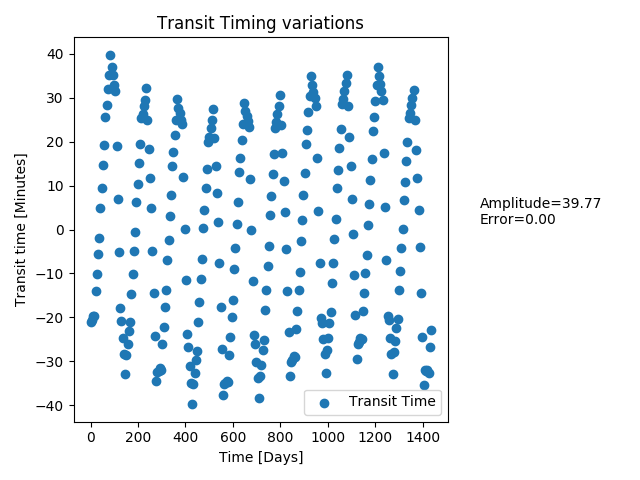 Transit Timing variations
Transit time [Minutes]
40
30
20
10
0
−10
−20
−30
−40
Amplitude=39.77
Error=0.00
Transit Time
0 200 400 600 800 1000 1200 1400
Time [Days]